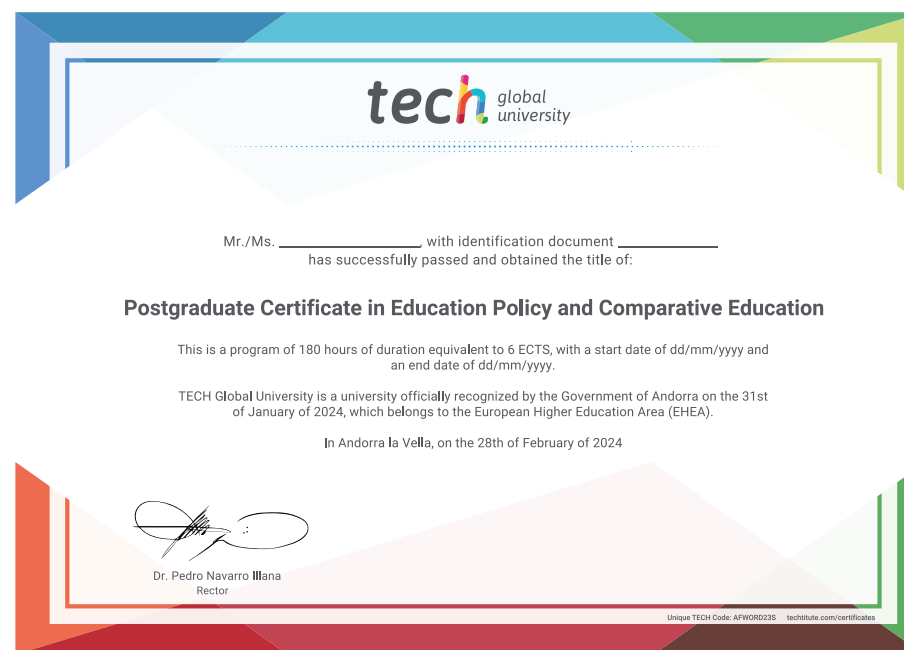 tech global university
Mr./Ms. ____________________, with identification document ______________
has successfully passed and obtained the title of:
Postgraduate Certificate in Education Policy and Comparative Education
This is a program of 180 hours of duration equivalent to 6 ECTS, with a start date of dd/mm/yyyy and
an end date of dd/mm/yyyy.
TECH Global University is a university officially recognized by the Government of Andorra on the 31st
of January of 2024, which belongs to the European Higher Education Area (EHEA).
In Andorra la Vella, on the 28th of February of 2024
Dr. Pedro Navarro Illana
Rector
Unique TECH Code: AFWORD23S techtitute.com/certificates